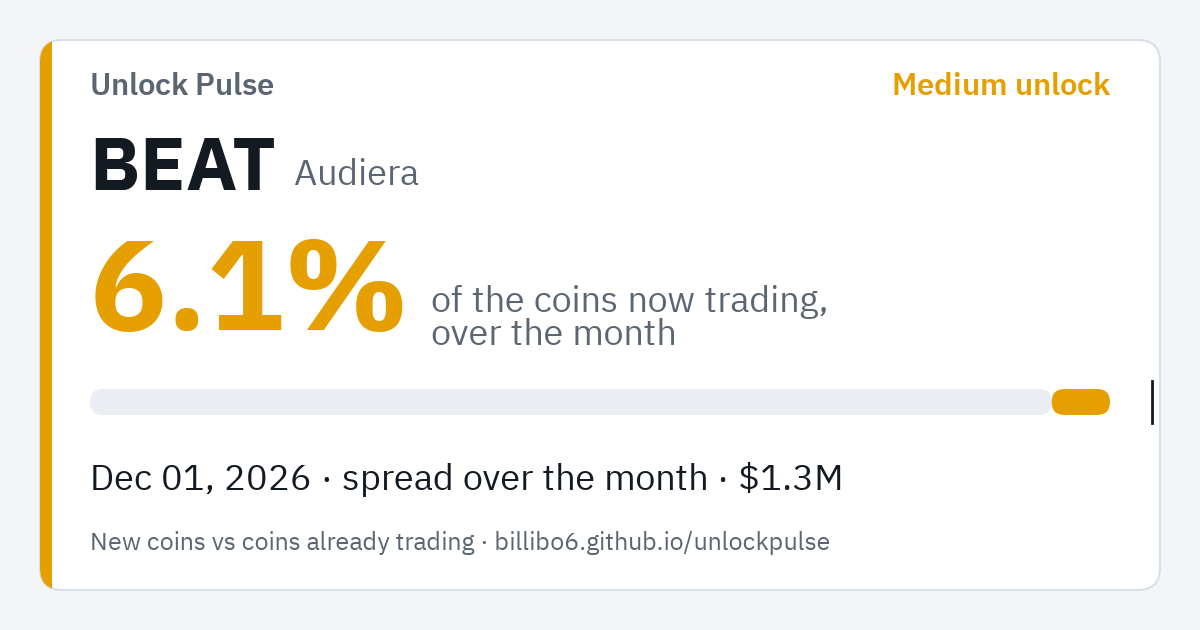 Unlock Pulse
Medium unlock
BEAT Audiera
6.1% of the coins now trading,
over the month
Dec 01, 2026 · spread over the month · $1.3M
New coins vs coins already trading · billibo6.github.io/unlockpulse